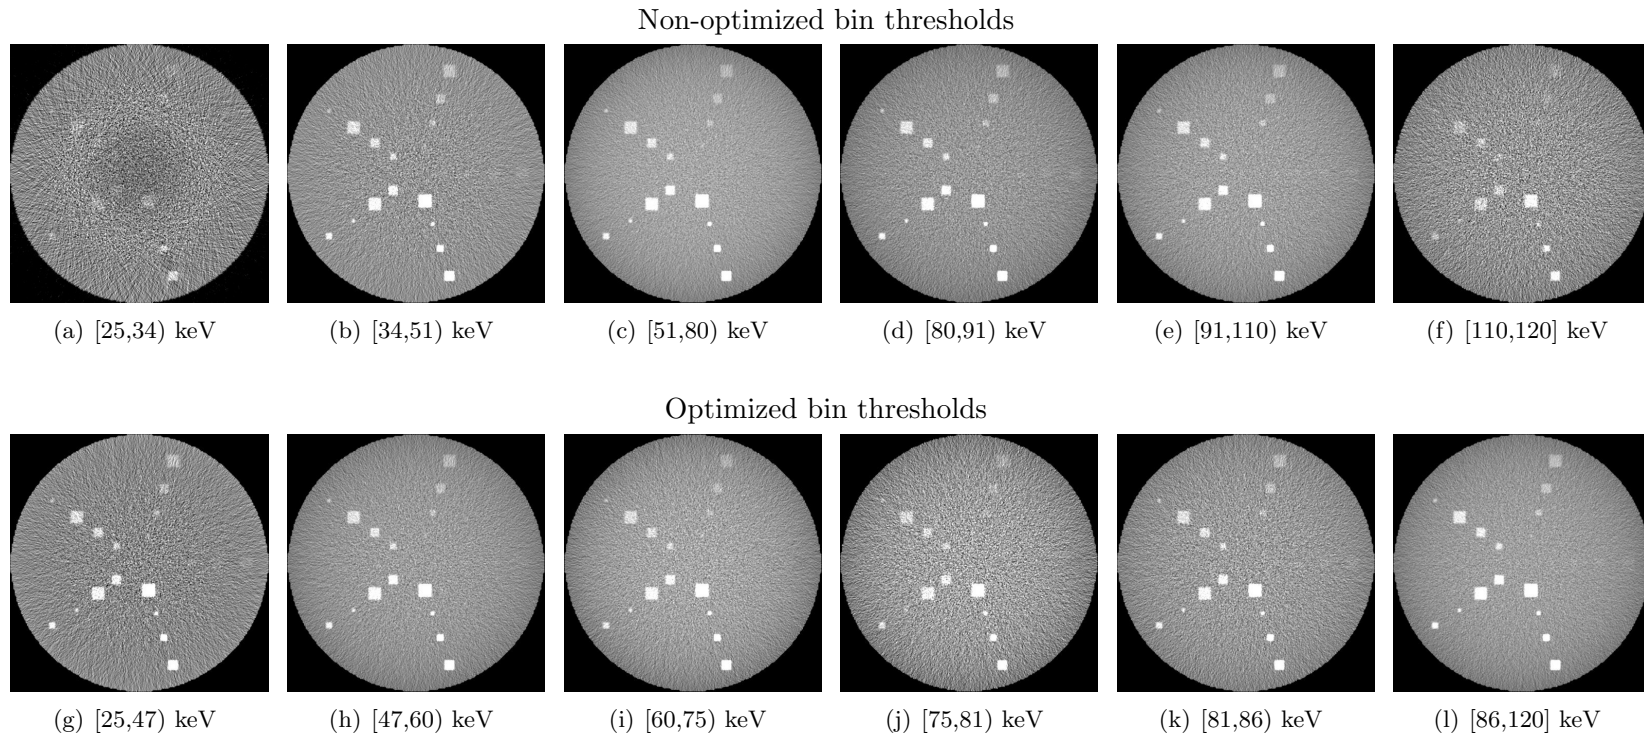 Non-optimized bin thresholds
(a) [25,34) keV
(b) [34,51) keV
(c) [51,80) keV
(d) [80,91) keV
(e) [91,110) keV
(f) [110,120] keV
Optimized bin thresholds
(g) [25,47) keV
(h) [47,60) keV
(i) [60,75) keV
(j) [75,81) keV
(k) [81,86) keV
(l) [86,120] keV